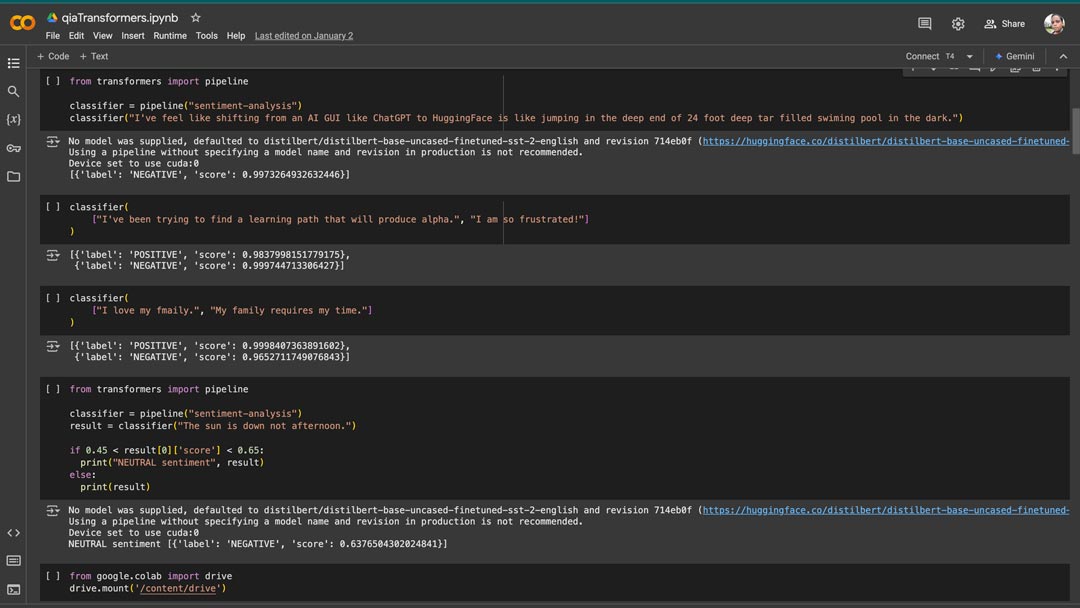 qiaTransformers.ipynb
File Edit View Insert Runtime Tools Help Last edited on January 2
Share
+ Code + Text
Connect T4
Gemini
[ ] from transformers import pipeline
classifier = pipeline("sentiment-analysis")
classifier("I've feel like shifting from an AI GUI like ChatGPT to HuggingFace is like jumping in the deep end of 24 foot deep tar filled swiming pool in the dark.")
No model was supplied, defaulted to distilbert/distilbert-base-uncased-finetuned-sst-2-english and revision 714eb0f (https://huggingface.co/distilbert/distilbert-base-uncased-finetuned-
Using a pipeline without specifying a model name and revision in production is not recommended.
Device set to use cuda:0
[{'label': 'NEGATIVE', 'score': 0.9973264932632446}]
[ ] classifier(
["I've been trying to find a learning path that will produce alpha.", "I am so frustrated!"]
)
[{'label': 'POSITIVE', 'score': 0.9837998151779175},
{'label': 'NEGATIVE', 'score': 0.999744713306427}]
[ ] classifier(
["I love my fmaily.", "My family requires my time."]
)
[{'label': 'POSITIVE', 'score': 0.9998407363891602},
{'label': 'NEGATIVE', 'score': 0.9652711749076843}]
[ ] from transformers import pipeline
classifier = pipeline("sentiment-analysis")
result = classifier("The sun is down not afternoon.")
if 0.45 < result[0]['score'] < 0.65:
print("NEUTRAL sentiment", result)
else:
print(result)
No model was supplied, defaulted to distilbert/distilbert-base-uncased-finetuned-sst-2-english and revision 714eb0f (https://huggingface.co/distilbert/distilbert-base-uncased-finetuned-
Using a pipeline without specifying a model name and revision in production is not recommended.
Device set to use cuda:0
NEUTRAL sentiment [{'label': 'NEGATIVE', 'score': 0.6376504302024841}]
[ ] from google.colab import drive
drive.mount('/content/drive')